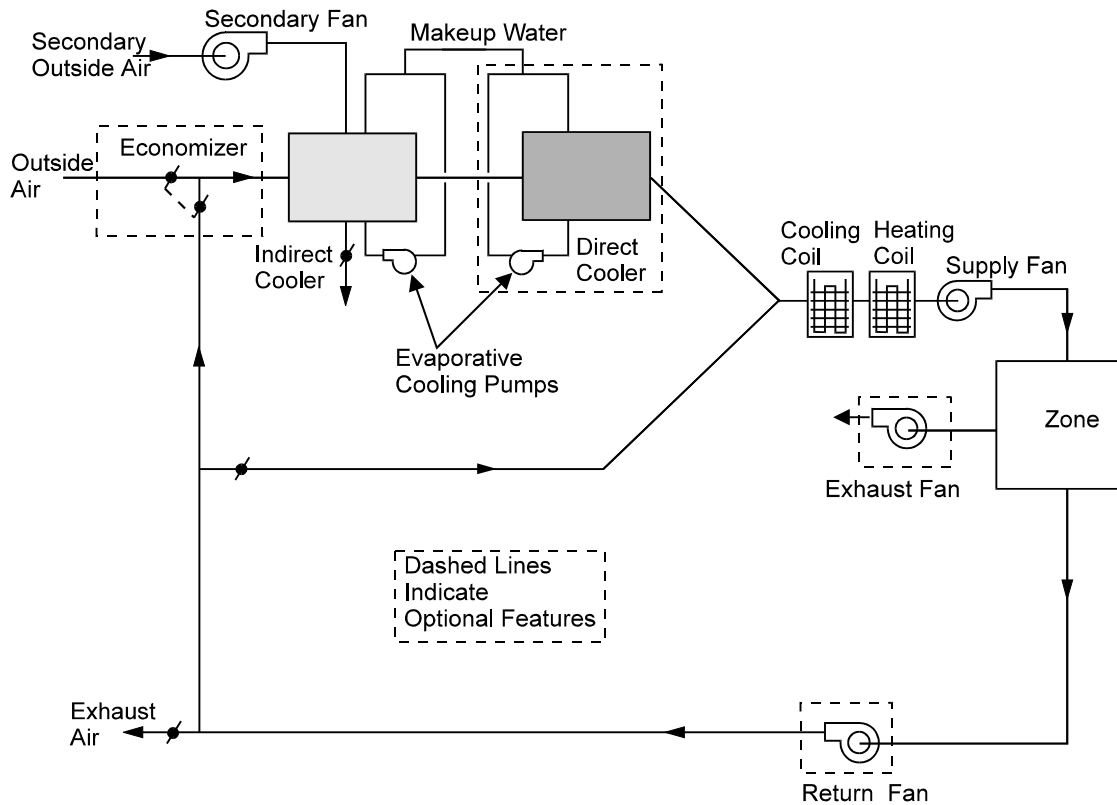 Secondary Fan
Secondary
Outside Air
Makeup Water
Economizer
Outside
Air
Indirect
Cooler
Direct
Cooler
Cooling
Coil
Heating
Coil
Supply Fan
Evaporative
Cooling Pumps
Zone
Exhaust Fan
Dashed Lines
Indicate
Optional Features
Exhaust
Air
Return Fan